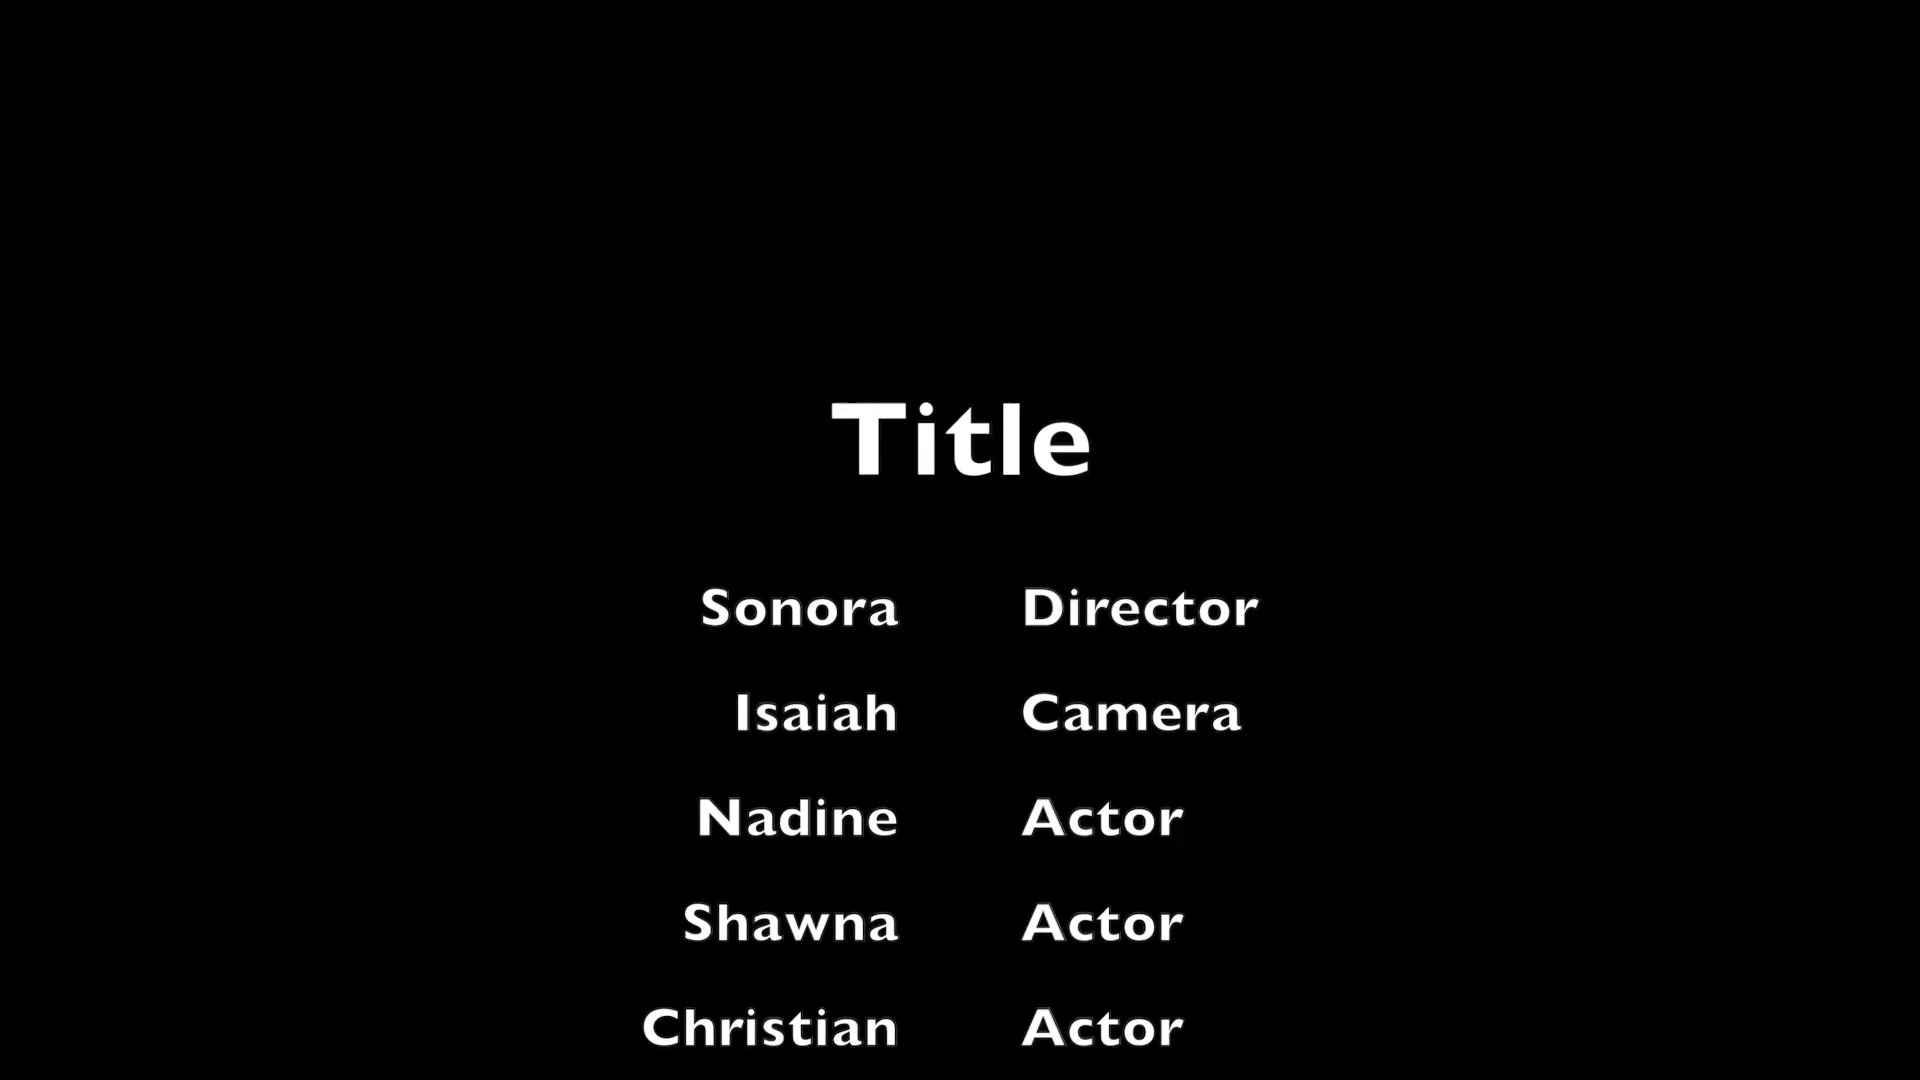 Title
Sonora Director
Isaiah Camera
Nadine Actor
Shawna Actor
Christian Actor